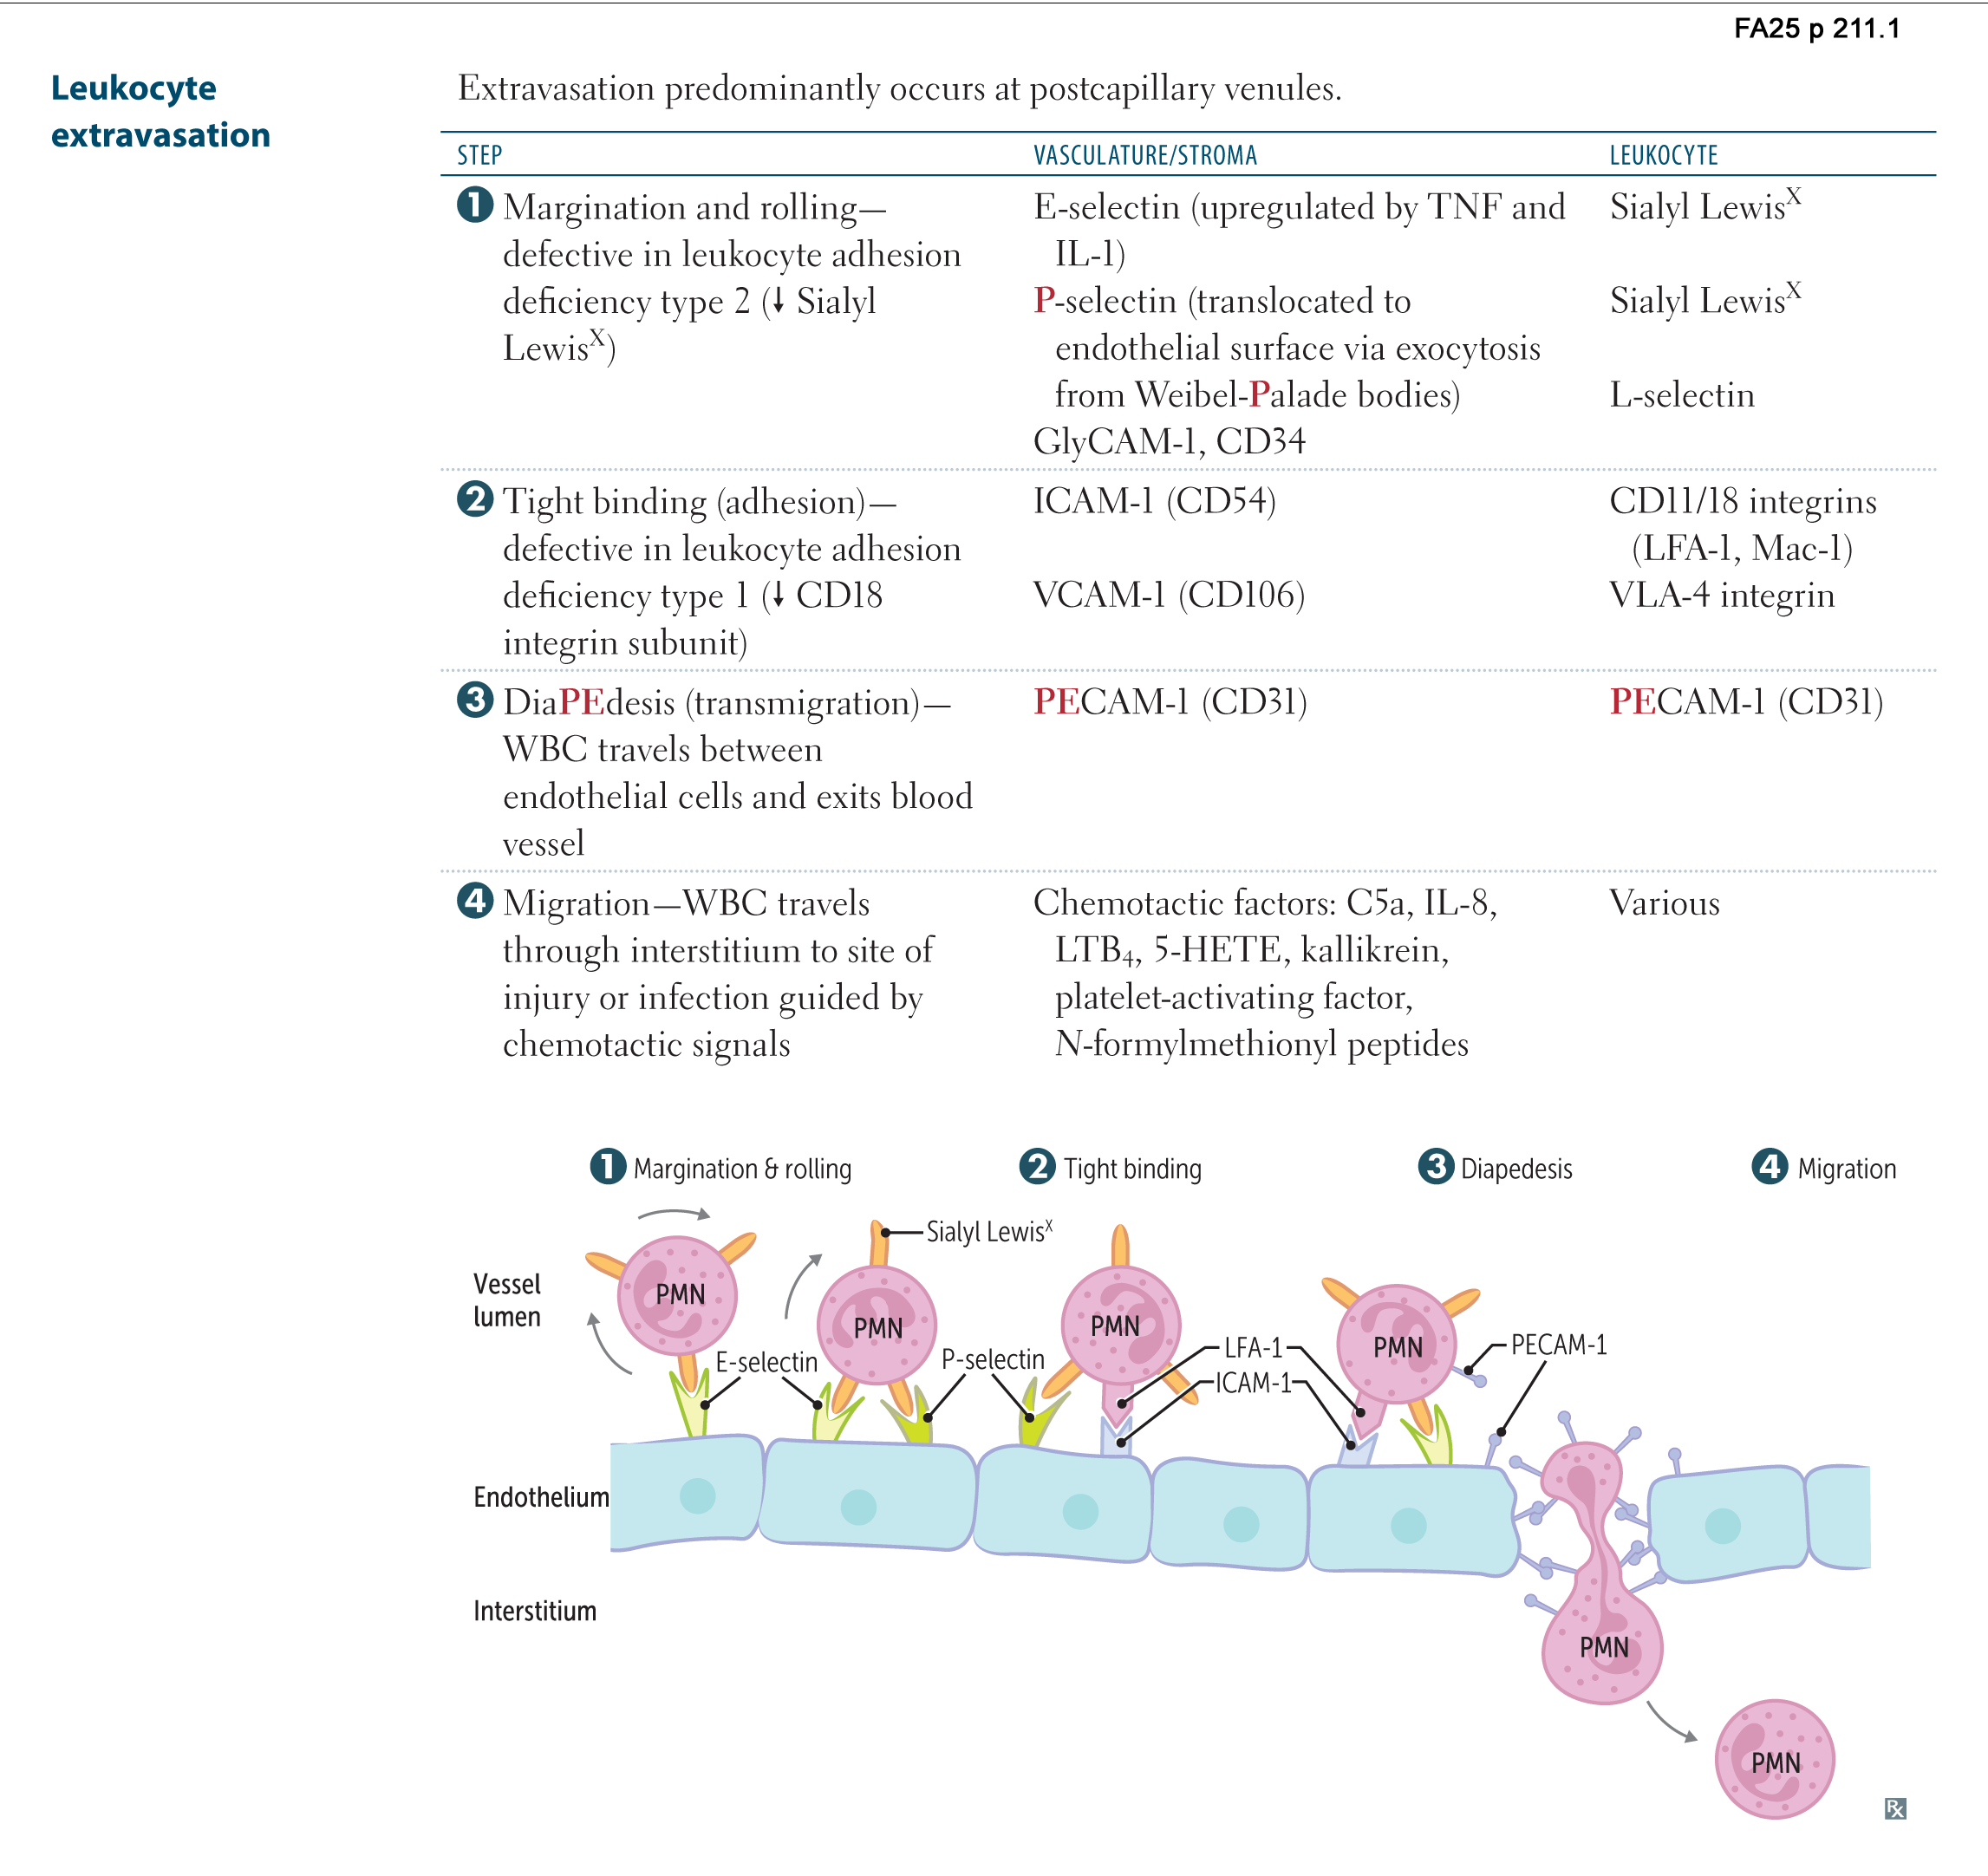 FA25 p 211.1
Leukocyte
extravasation
Extravasation predominantly occurs at postcapillary venules.
STEP
VASCULATURE/STROMA
LEUKOCYTE
1 Margination and rolling—
defective in leukocyte adhesion
deficiency type 2 (↓ Sialyl
Lewisˣ)
E-selectin (upregulated by TNF and
IL-1)
P-selectin (translocated to
endothelial surface via exocytosis
from Weibel-Palade bodies)
GlyCAM-1, CD34
Sialyl Lewisˣ
Sialyl Lewisˣ
L-selectin
2 Tight binding (adhesion)—
defective in leukocyte adhesion
deficiency type 1 (↓ CD18
integrin subunit)
ICAM-1 (CD54)
VCAM-1 (CD106)
CD11/18 integrins
(LFA-1, Mac-1)
VLA-4 integrin
3 DiaPEdesis (transmigration)—
WBC travels between
endothelial cells and exits blood
vessel
PECAM-1 (CD31)
PECAM-1 (CD31)
4 Migration—WBC travels
through interstitium to site of
injury or infection guided by
chemotactic signals
Chemotactic factors: C5a, IL-8,
LTB₄, 5-HETE, kallikrein,
platelet-activating factor,
N-formylmethionyl peptides
Various
1 Margination & rolling
2 Tight binding
3 Diapedesis
4 Migration
Sialyl Lewisˣ
Vessel
lumen
PMN
PMN
PMN
PMN
E-selectin
P-selectin
LFA-1
ICAM-1
PECAM-1
Endothelium
Interstitium
PMN
PMN
Rx